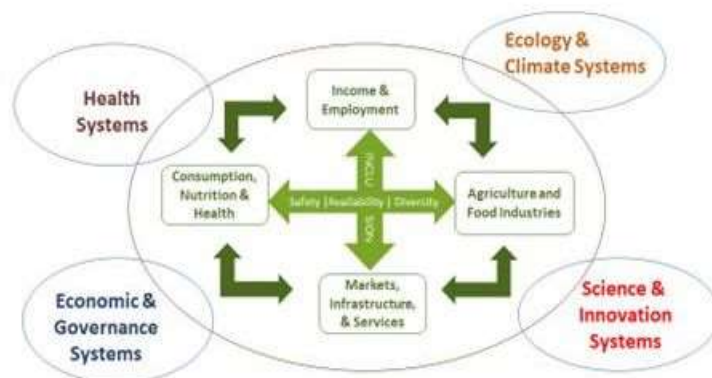 Ecology &
Climate Systems
Health
Systems
Income &
Employment
Consumption,
Nutrition &
Health
INCLU
Safety |Availability | Diversity
SION
Agriculture and
Food Industries
Markets,
Infrastructure,
& Services
Economic &
Governance
Systems
Science &
Innovation
Systems